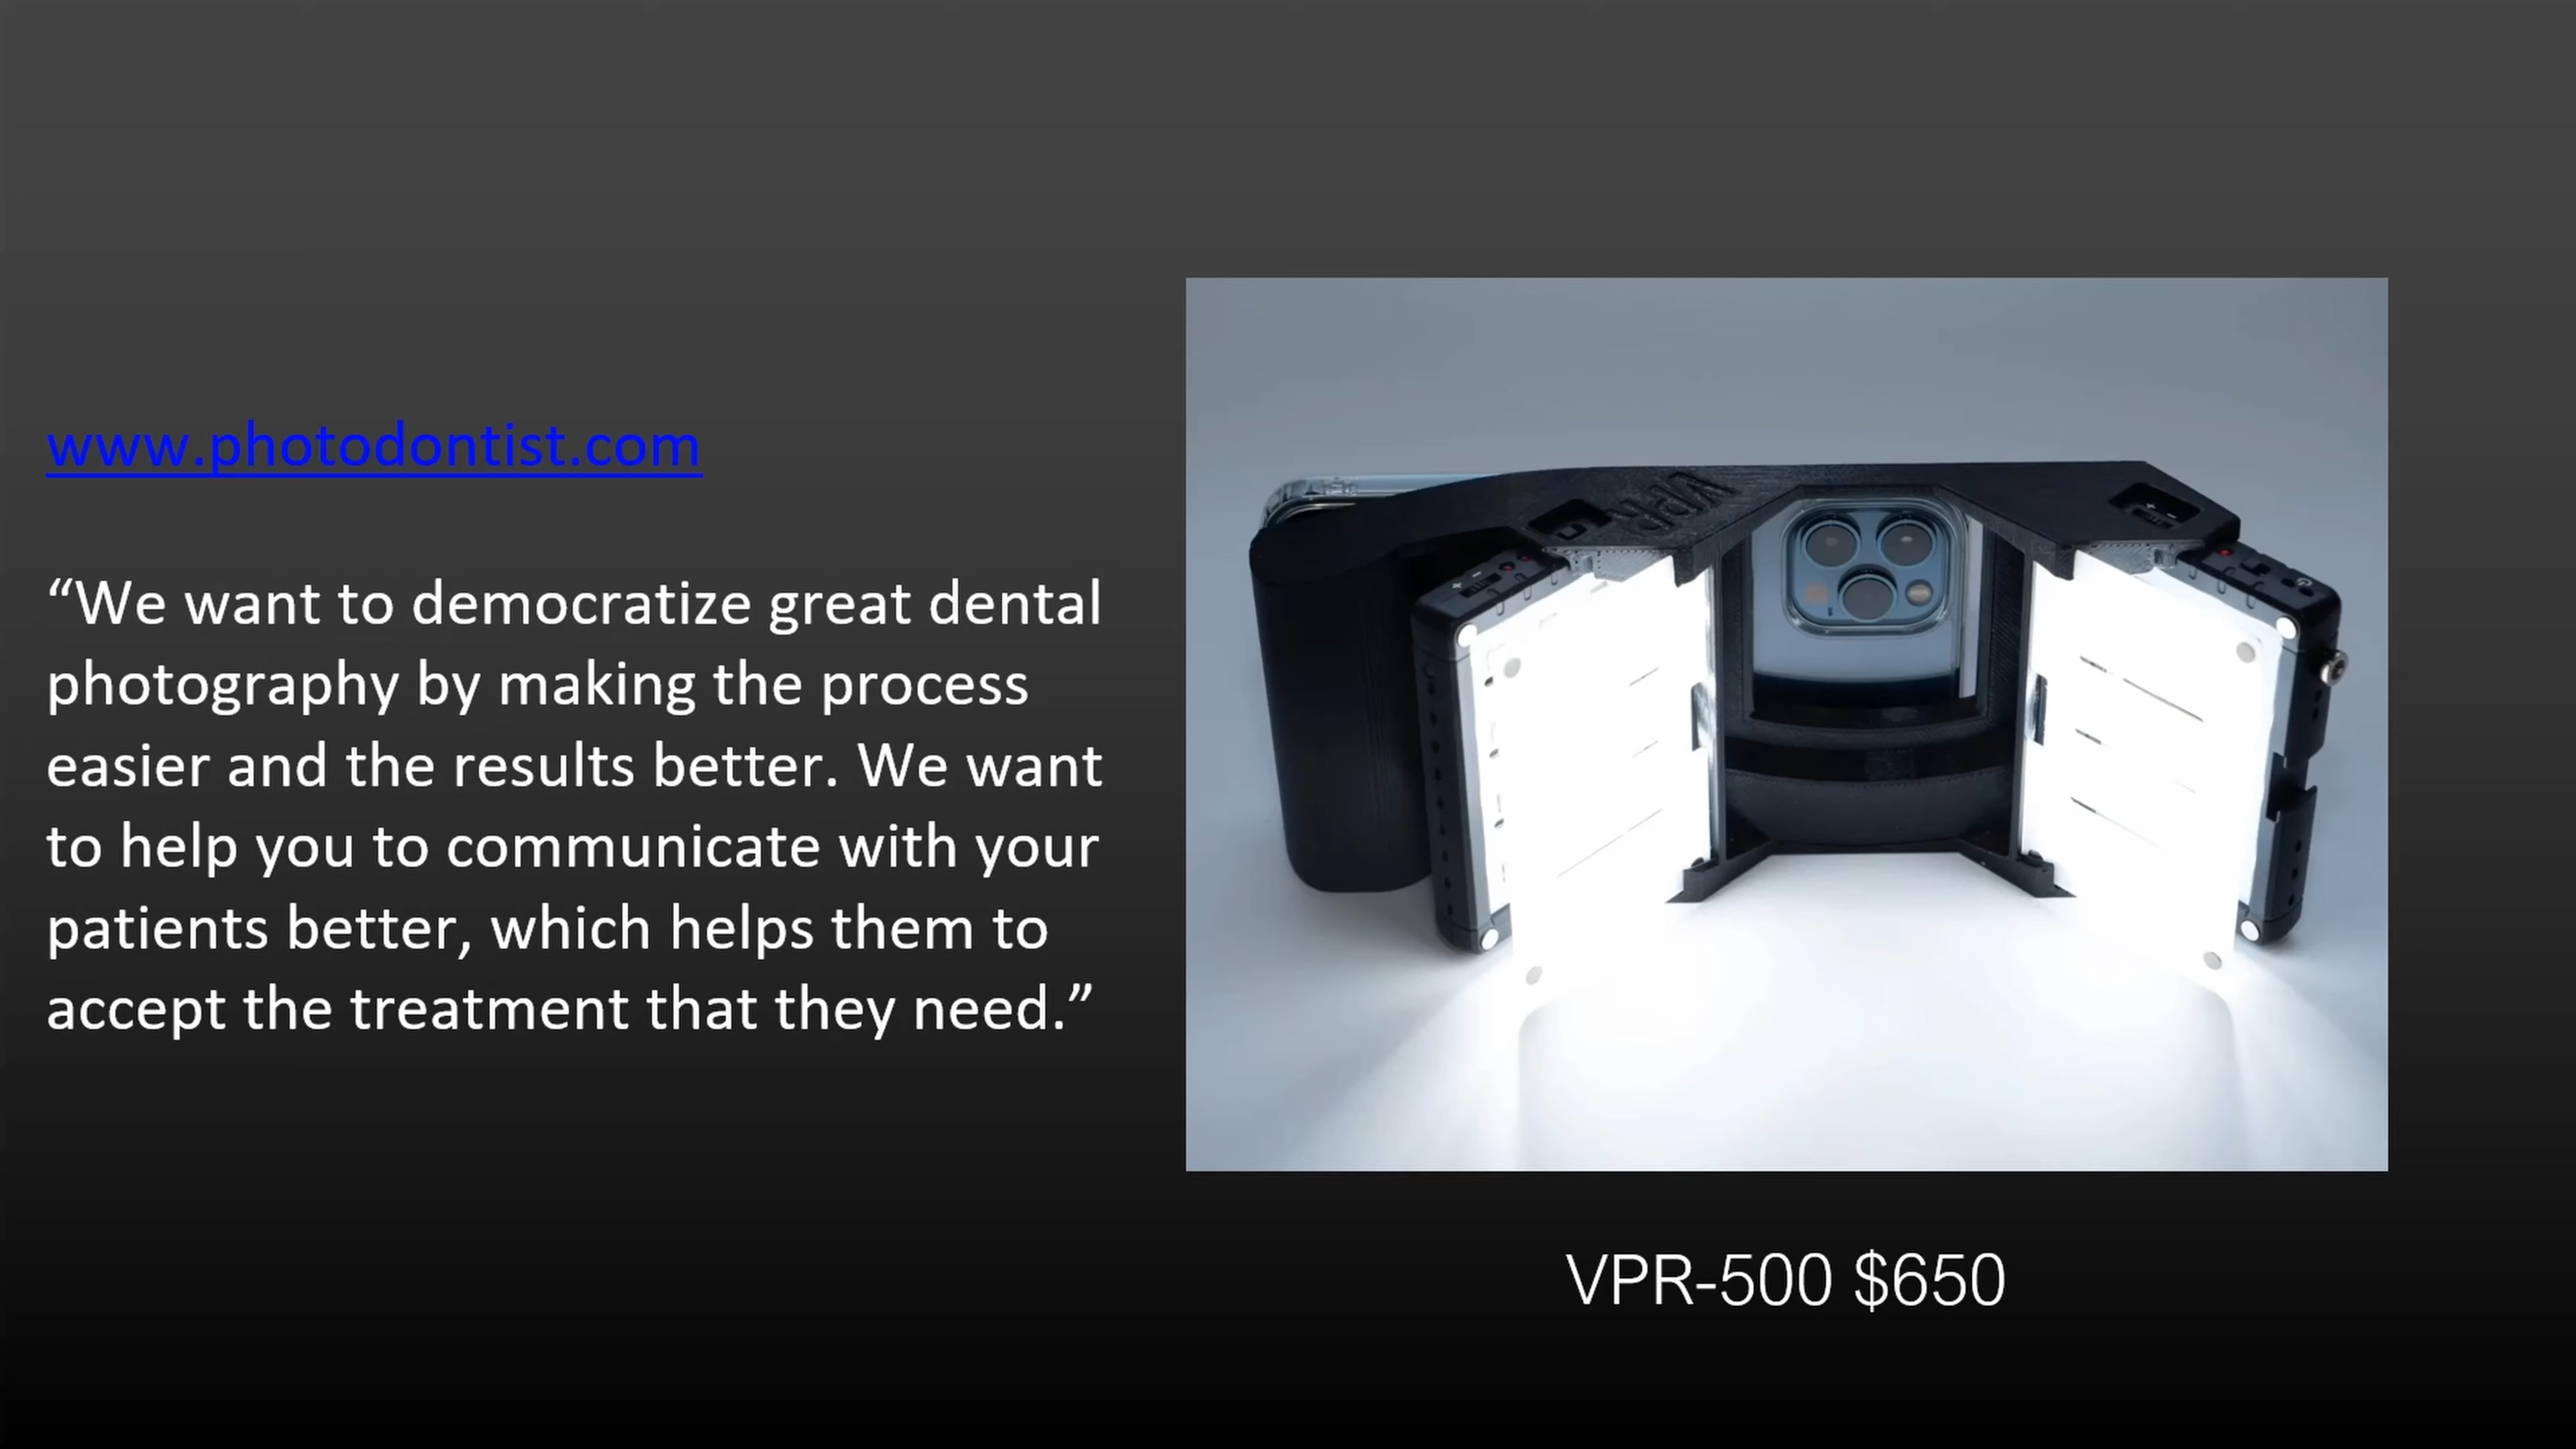 www.photodontist.com
“We want to democratize great dental
photography by making the process
easier and the results better. We want
to help you to communicate with your
patients better, which helps them to
accept the treatment that they need.”
VPR
VPR-500 $650